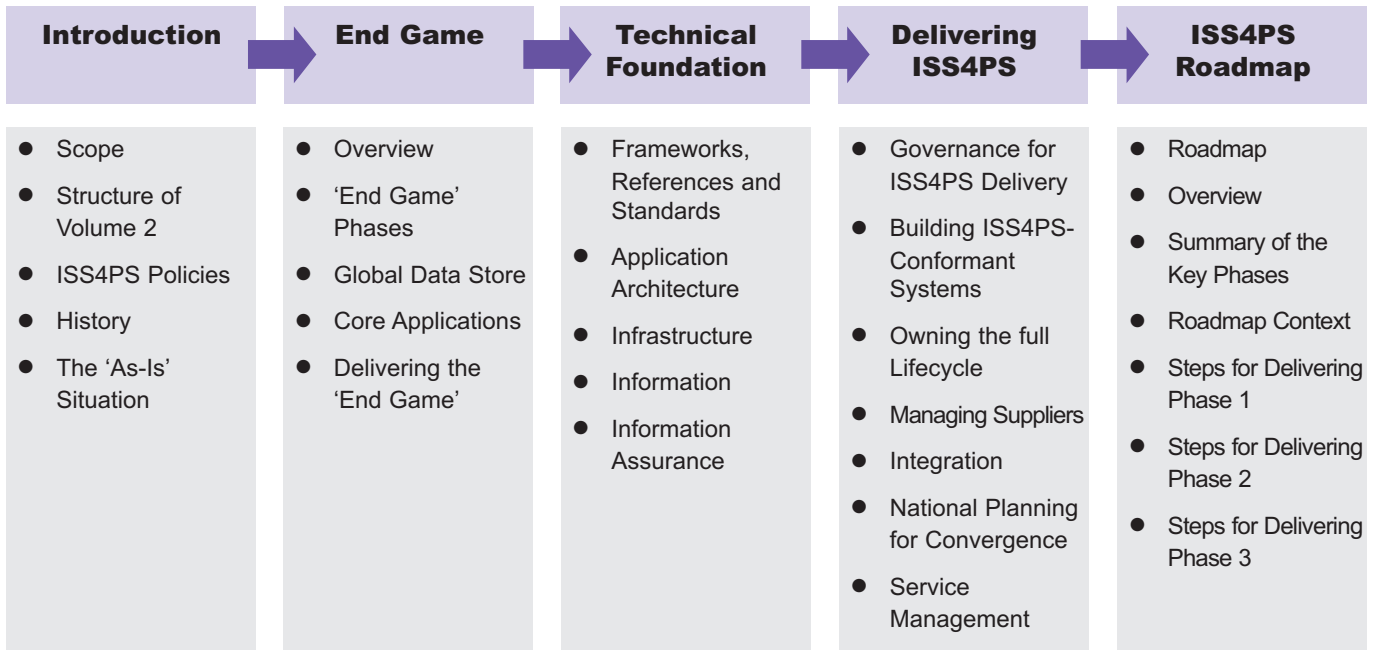 Introduction
End Game
Technical
Foundation
Delivering
ISS4PS
ISS4PS
Roadmap
● Scope
● Structure of
Volume 2
● ISS4PS Policies
● History
● The ‘As-Is’
Situation
● Overview
● ‘End Game’
Phases
● Global Data Store
● Core Applications
● Delivering the
‘End Game’
● Frameworks,
References and
Standards
● Application
Architecture
● Infrastructure
● Information
● Information
Assurance
● Governance for
ISS4PS Delivery
● Building ISS4PS-
Conformant
Systems
● Owning the full
Lifecycle
● Managing Suppliers
● Integration
● National Planning
for Convergence
● Service
Management
● Roadmap
● Overview
● Summary of the
Key Phases
● Roadmap Context
● Steps for Delivering
Phase 1
● Steps for Delivering
Phase 2
● Steps for Delivering
Phase 3